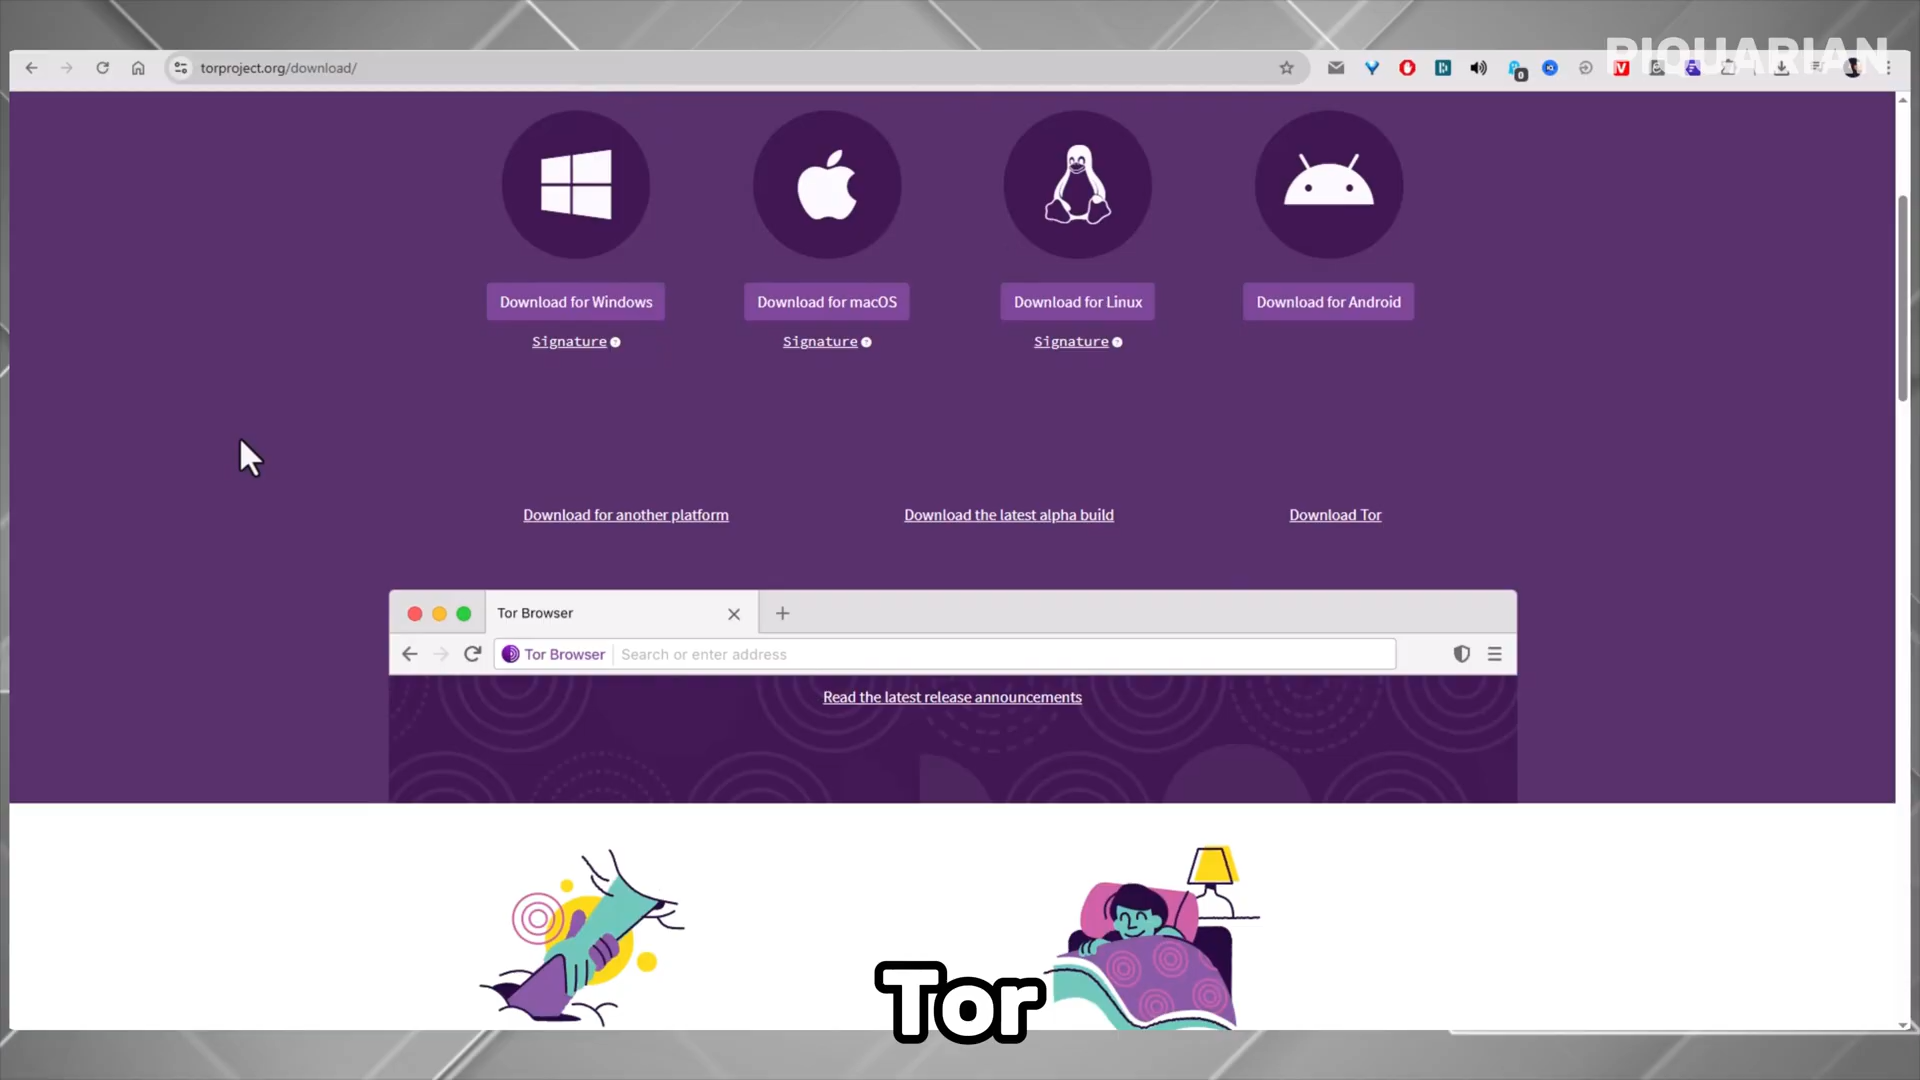 PIQUARIAN
torproject.org/download/
0
Download for Windows
Download for macOS
Download for Linux
Download for Android
Signature
Signature
Signature
Download for another platform
Download the latest alpha build
Download Tor
Tor Browser
Tor Browser
Search or enter address
Read the latest release announcements
Tor